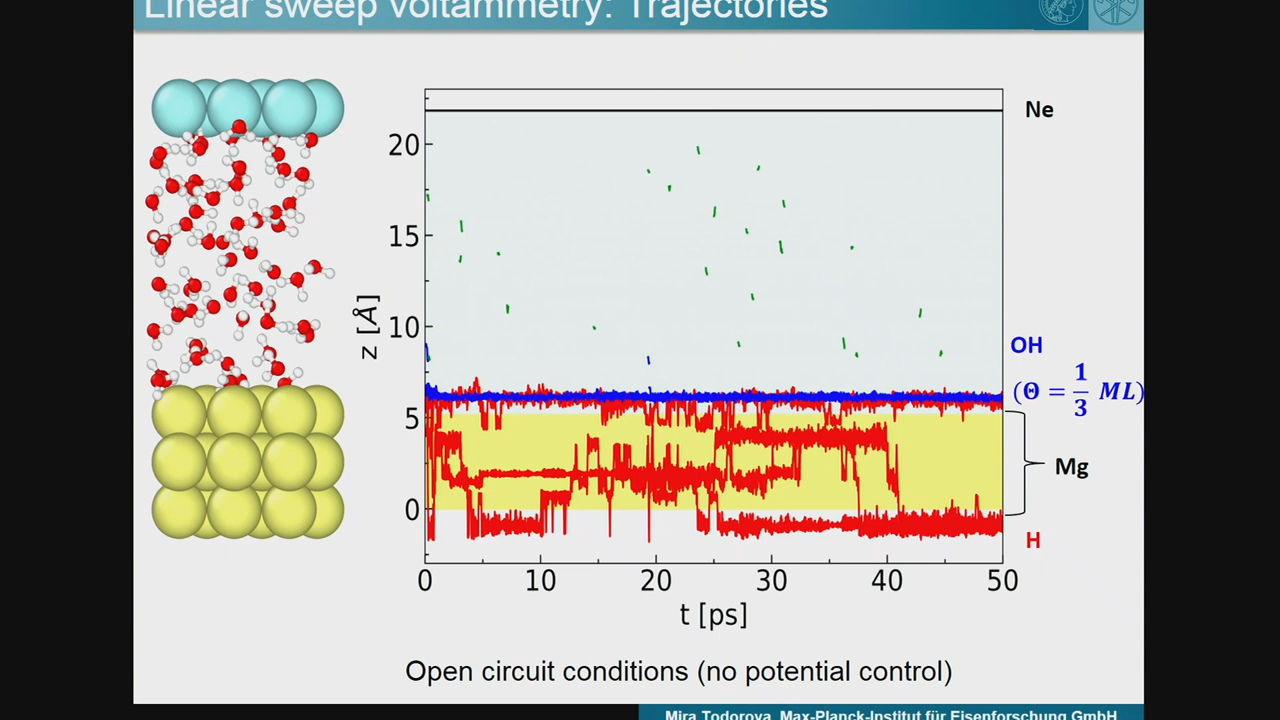 Linear sweep voltammetry: Trajectories
Ne
20
15
10
5
0
z [Å]
OH
(Θ = 1/3 ML)
Mg
H
0 10 20 30 40 50
t [ps]
Open circuit conditions (no potential control)
Mira Todorova, Max-Planck-Institut für Eisenforschung GmbH